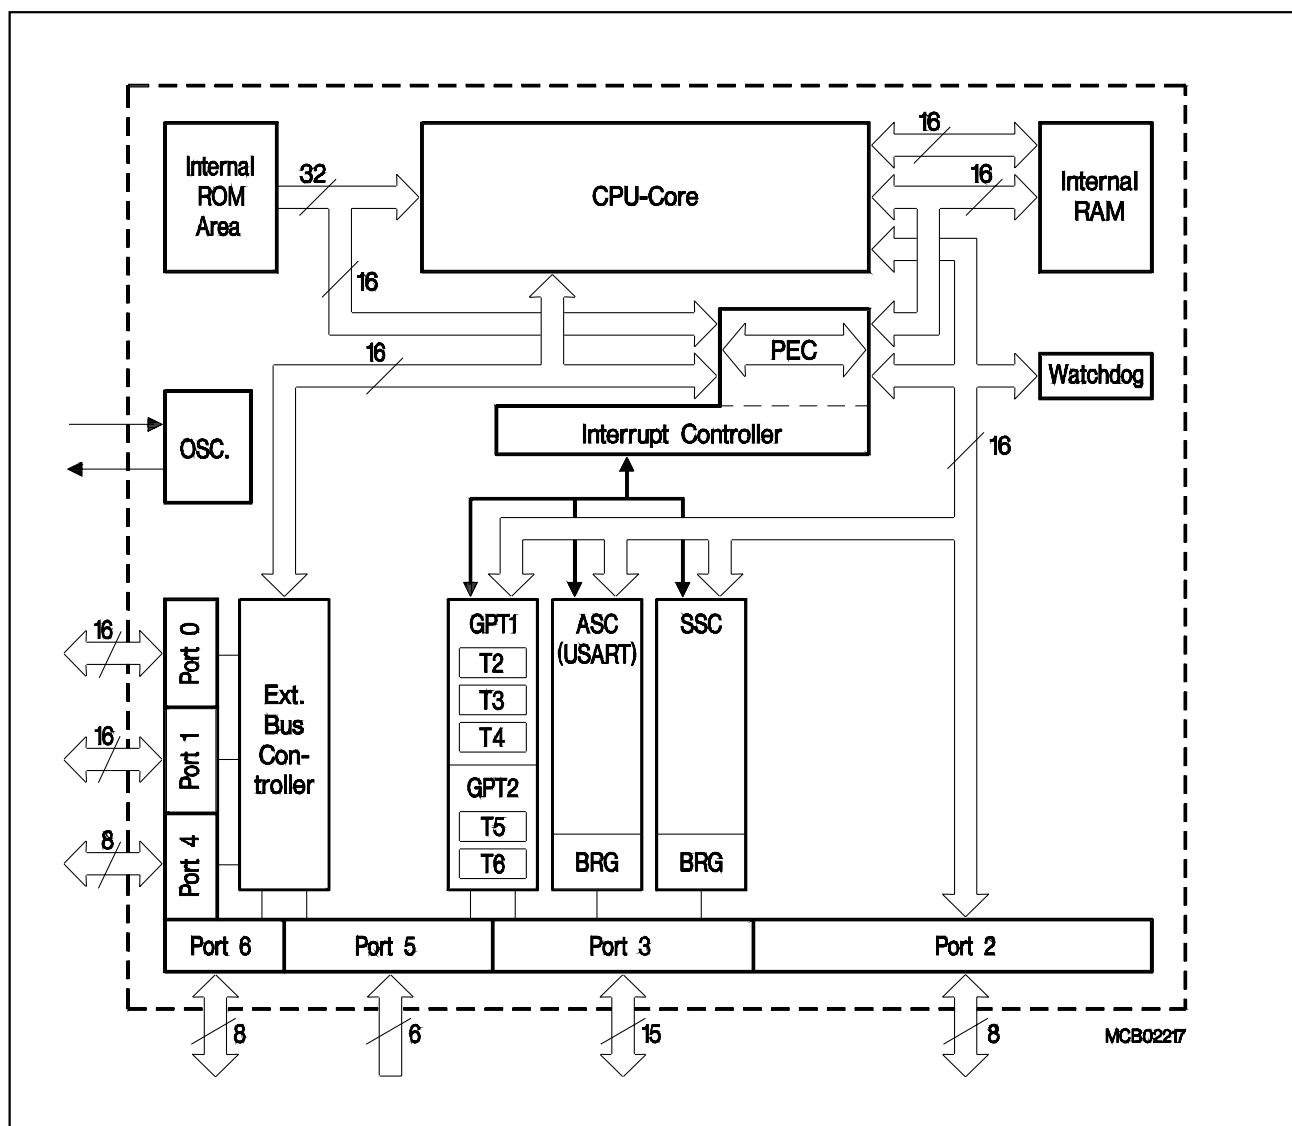 Internal
ROM
Area
32
CPU-Core
16
16
Internal
RAM
16
16
PEC
Watchdog
OSC.
Interrupt Controller
16
Port 0
16
Port 1
16
Port 4
8
Ext.
Bus
Con-
troller
GPT1
T2
T3
T4
GPT2
T5
T6
ASC
(USART)
BRG
SSC
BRG
Port 6
Port 5
Port 3
Port 2
8
6
15
8
MCB02217